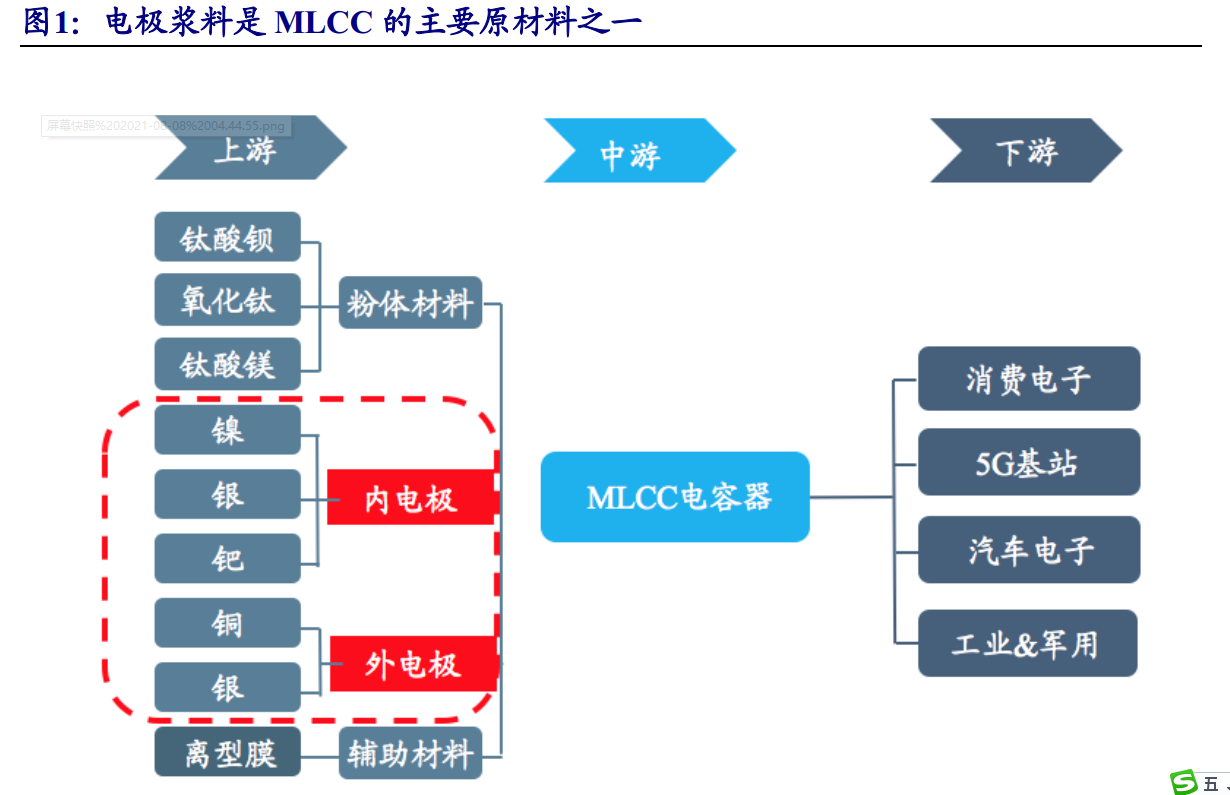 图1：电极浆料是 MLCC 的主要原材料之一
屏幕快照%202021-08-08%2004.44.55.png
上游
中游
下游
钛酸钡
氧化钛
粉体材料
钛酸镁
消费电子
镍
5G基站
银
内电极
MLCC电容器
钯
汽车电子
铜
外电极
工业&军用
银
离型膜
辅助材料
五